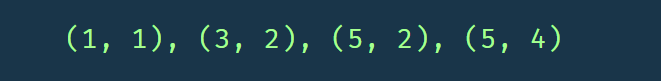 (1, 1), (3, 2), (5, 2), (5, 4)